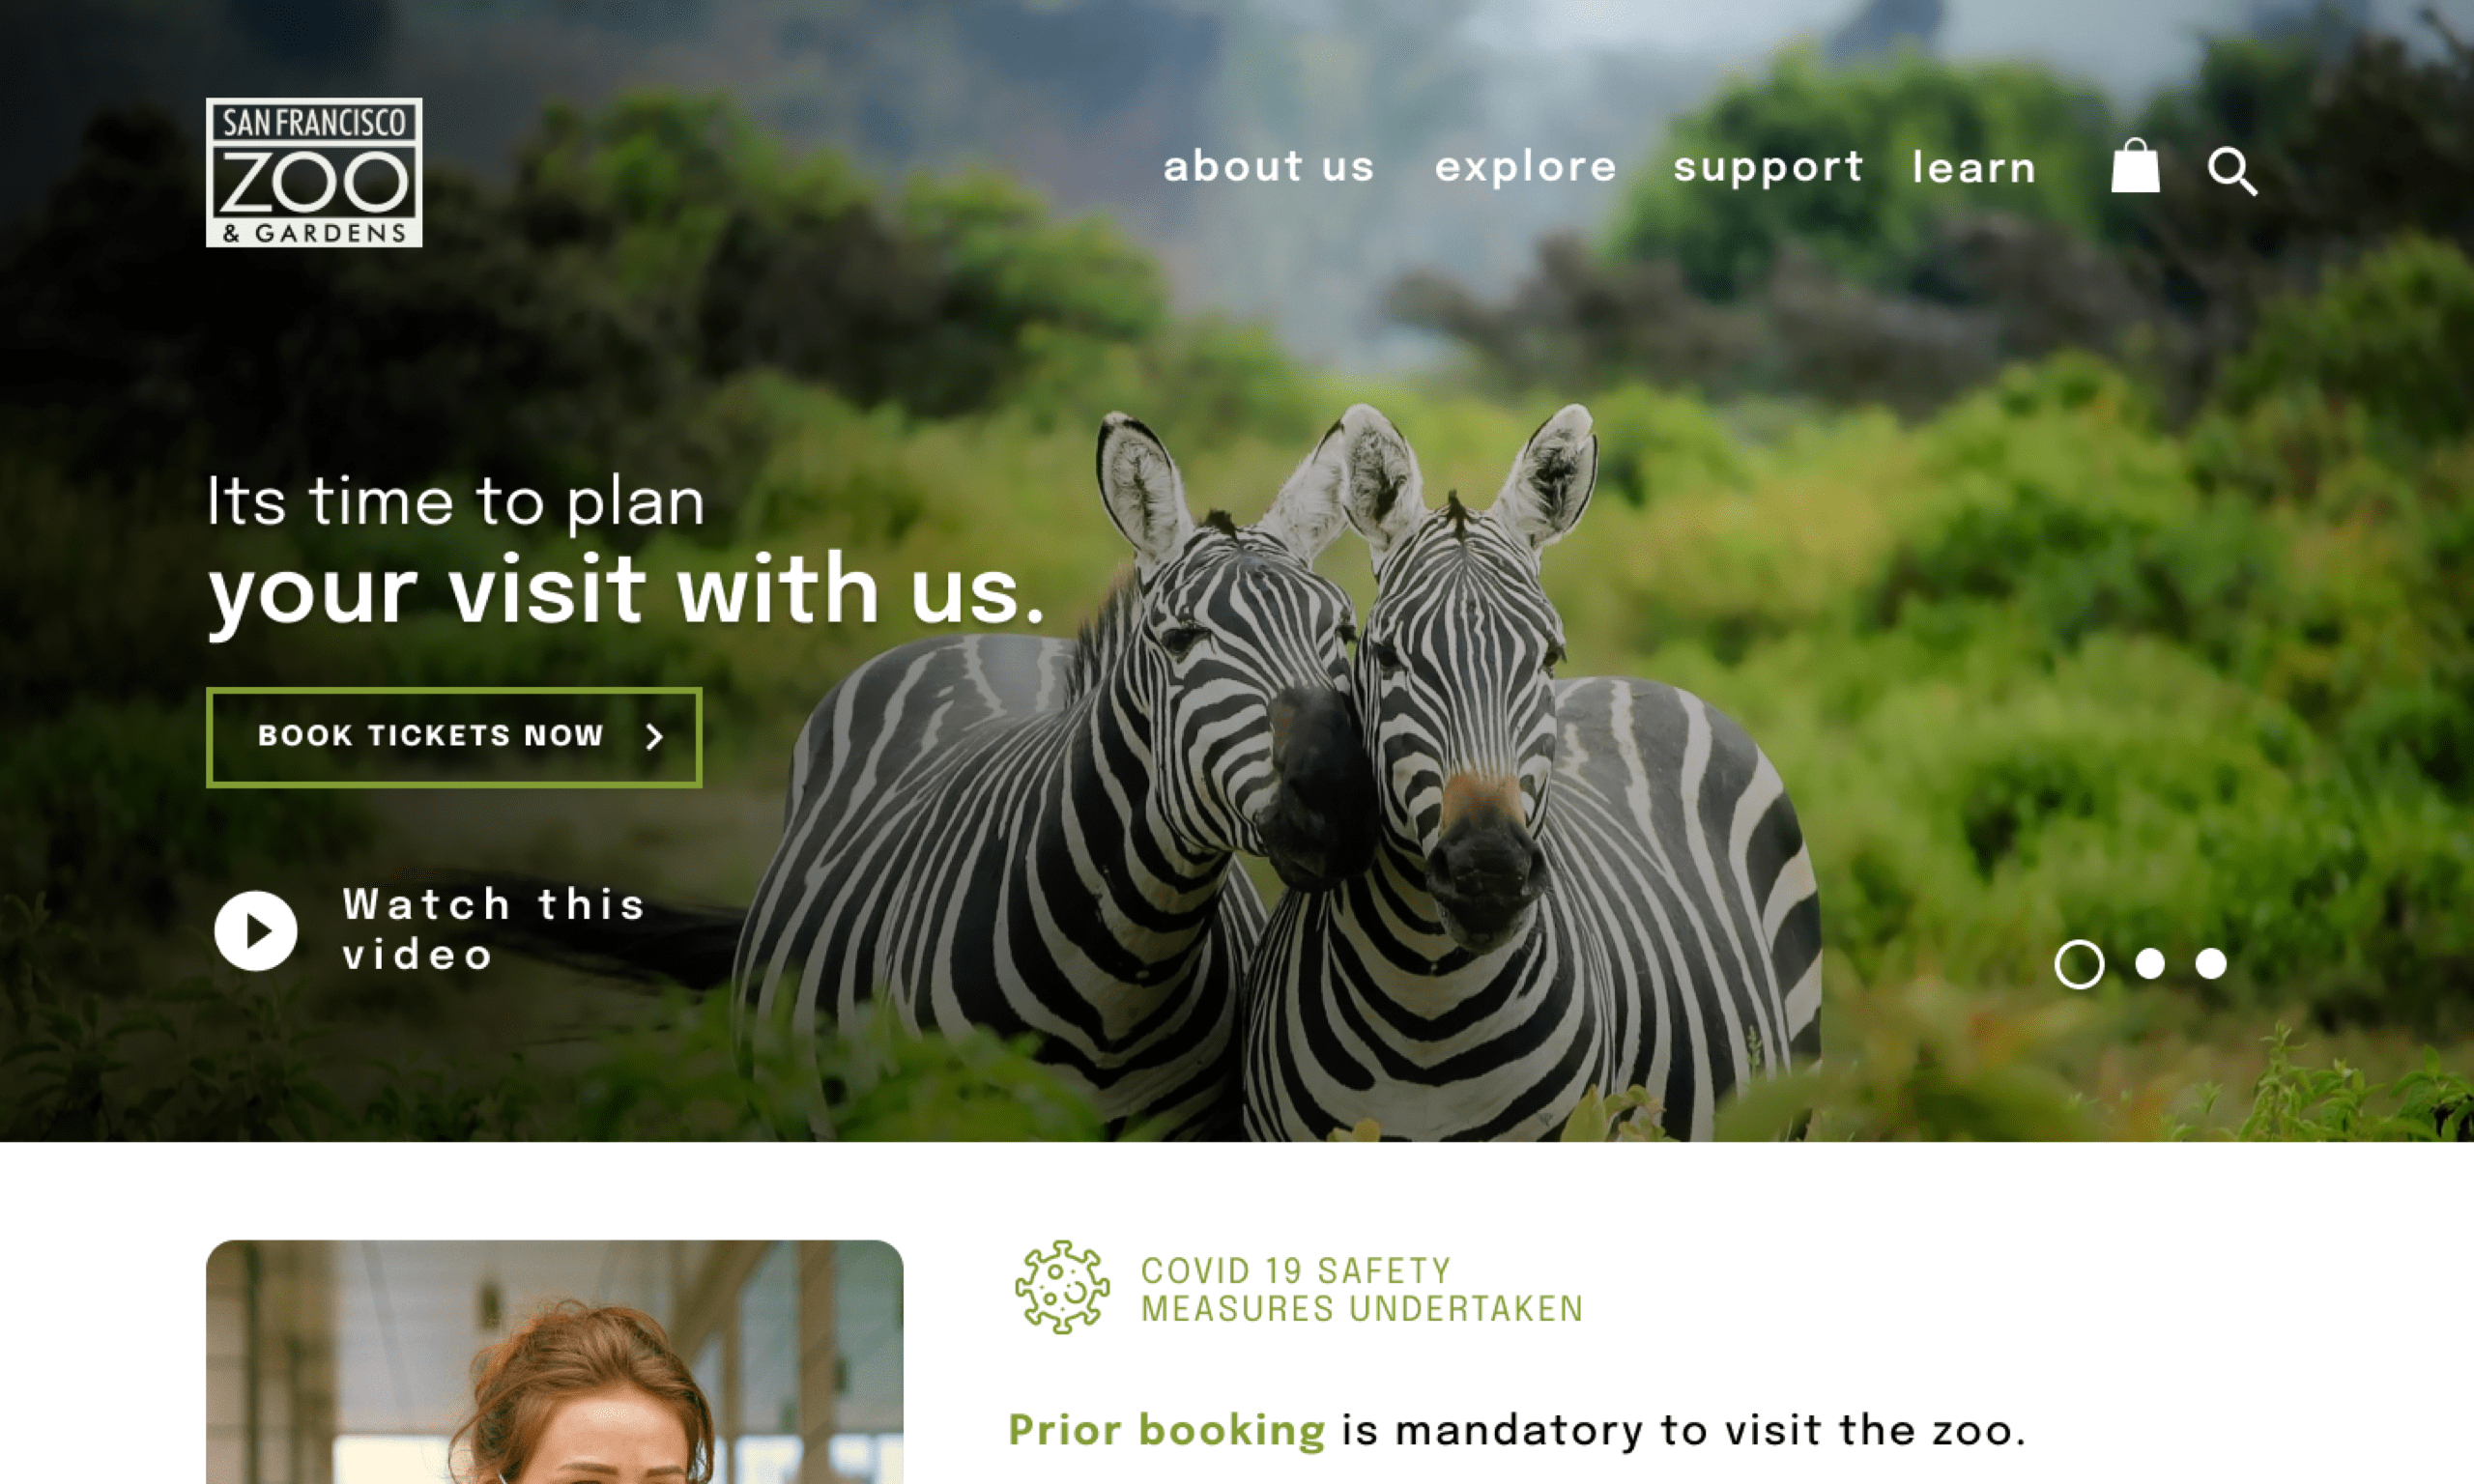 SAN FRANCISCO
ZOO
& GARDENS
about us explore support learn
Its time to plan
your visit with us.
BOOK TICKETS NOW
Watch this
video
COVID 19 SAFETY
MEASURES UNDERTAKEN
Prior booking is mandatory to visit the zoo.